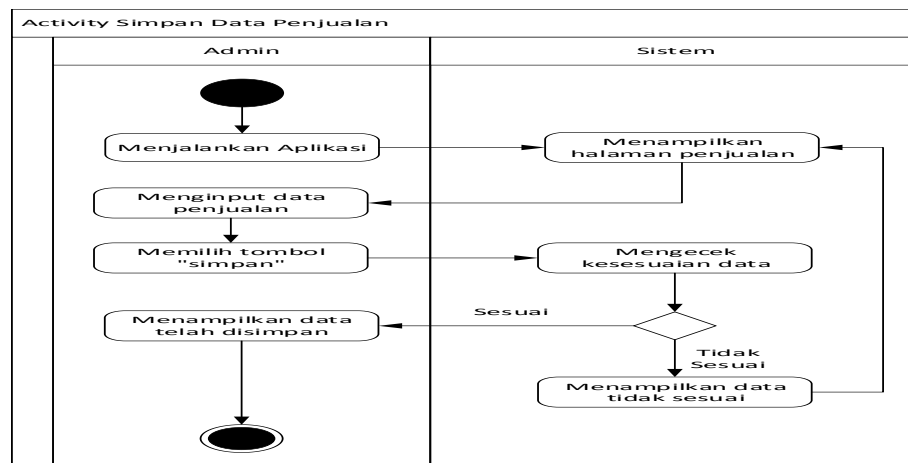 Activity Simpan Data Penjualan
Admin
Sistem
Menjalankan Aplikasi
Menampilkan
halaman penjualan
Menginput data
penjualan
Memilih tombol
"simpan"
Mengecek
kesesuaian data
Sesuai
Menampilkan data
telah disimpan
Tidak
Sesuai
Menampilkan data
tidak sesuai